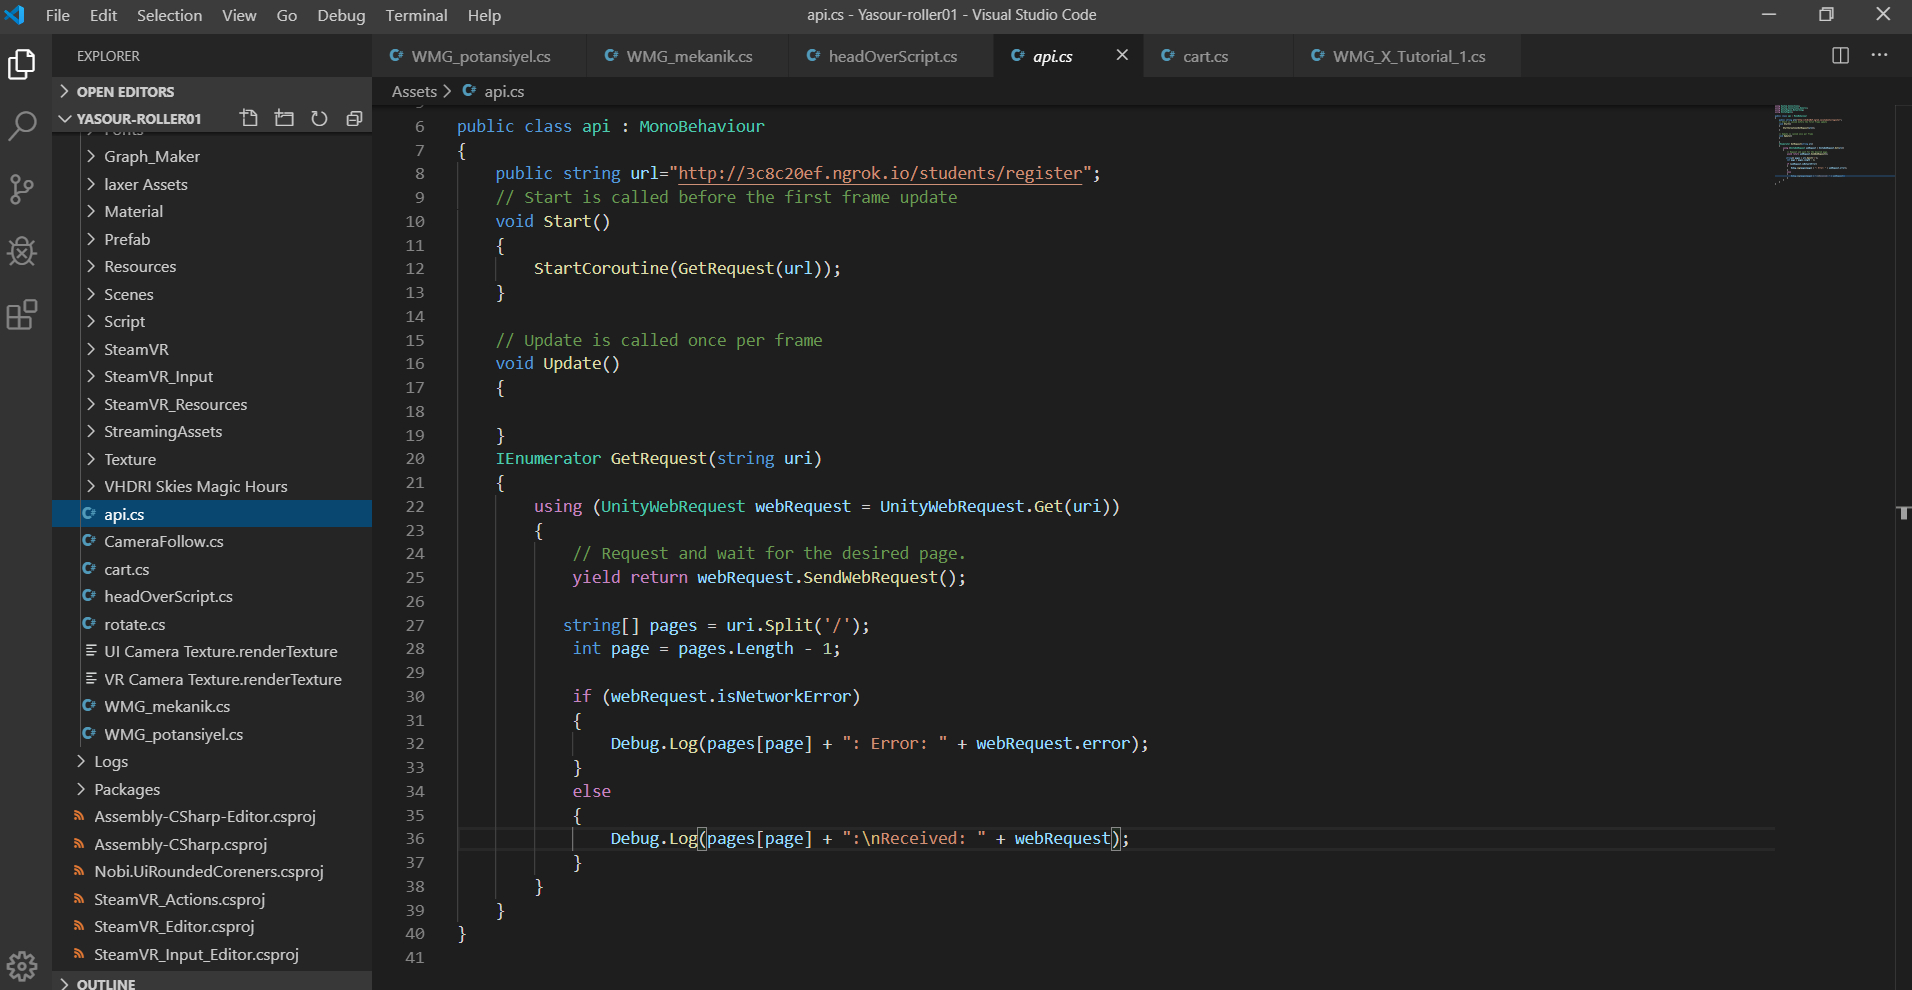 File Edit Selection View Go Debug Terminal Help
api.cs - Yasour-roller01 - Visual Studio Code
EXPLORER
OPEN EDITORS
YASOUR-ROLLER01
Fonts
Graph_Maker
laxer Assets
Material
Prefab
Resources
Scenes
Script
SteamVR
SteamVR_Input
SteamVR_Resources
StreamingAssets
Texture
VHDRI Skies Magic Hours
api.cs
CameraFollow.cs
cart.cs
headOverScript.cs
rotate.cs
UI Camera Texture.renderTexture
VR Camera Texture.renderTexture
WMG_mekanik.cs
WMG_potansiyel.cs
Logs
Packages
Assembly-CSharp-Editor.csproj
Assembly-CSharp.csproj
Nobi.UiRoundedCoreners.csproj
SteamVR_Actions.csproj
SteamVR_Editor.csproj
SteamVR_Input_Editor.csproj
OUTLINE
WMG_potansiyel.cs WMG_mekanik.cs headOverScript.cs api.cs cart.cs WMG_X_Tutorial_1.cs
Assets > api.cs
6 public class api : MonoBehaviour
7 {
8 public string url="http://3c8c20ef.ngrok.io/students/register";
9 // Start is called before the first frame update
10 void Start()
11 {
12 StartCoroutine(GetRequest(url));
13 }
14
15 // Update is called once per frame
16 void Update()
17 {
18
19 }
20 IEnumerator GetRequest(string uri)
21 {
22 using (UnityWebRequest webRequest = UnityWebRequest.Get(uri))
23 {
24 // Request and wait for the desired page.
25 yield return webRequest.SendWebRequest();
26
27 string[] pages = uri.Split('/');
28 int page = pages.Length - 1;
29
30 if (webRequest.isNetworkError)
31 {
32 Debug.Log(pages[page] + ": Error: " + webRequest.error);
33 }
34 else
35 {
36 Debug.Log(pages[page] + ":\nReceived: " + webRequest);
37 }
38 }
39 }
40 }
41